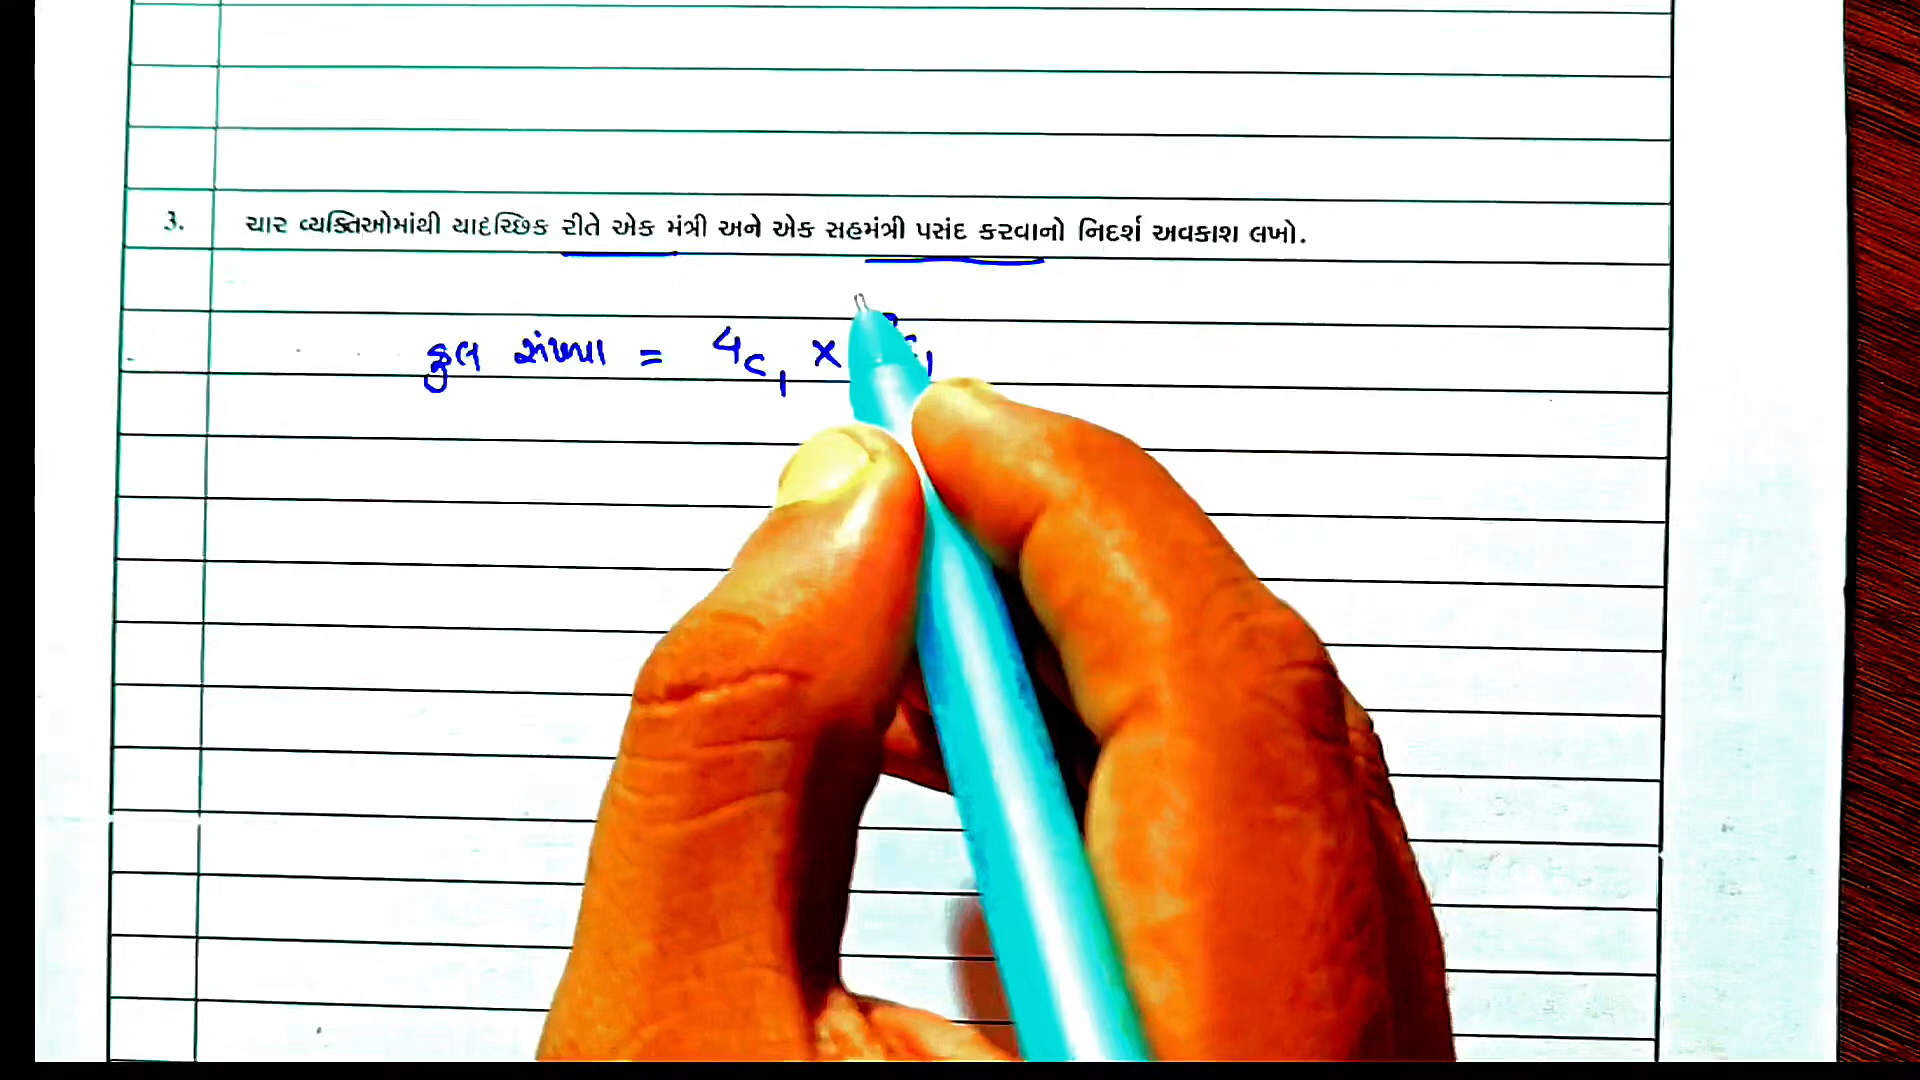 3. ચાર વ્યક્તિઓમાંથી યાદચ્છિક રીતે એક મંત્રી અને એક સહમંત્રી પસંદ કરવાનો નિદર્શ અવકાશ લખો.
કુલ સંખ્યા = 4c1 ×